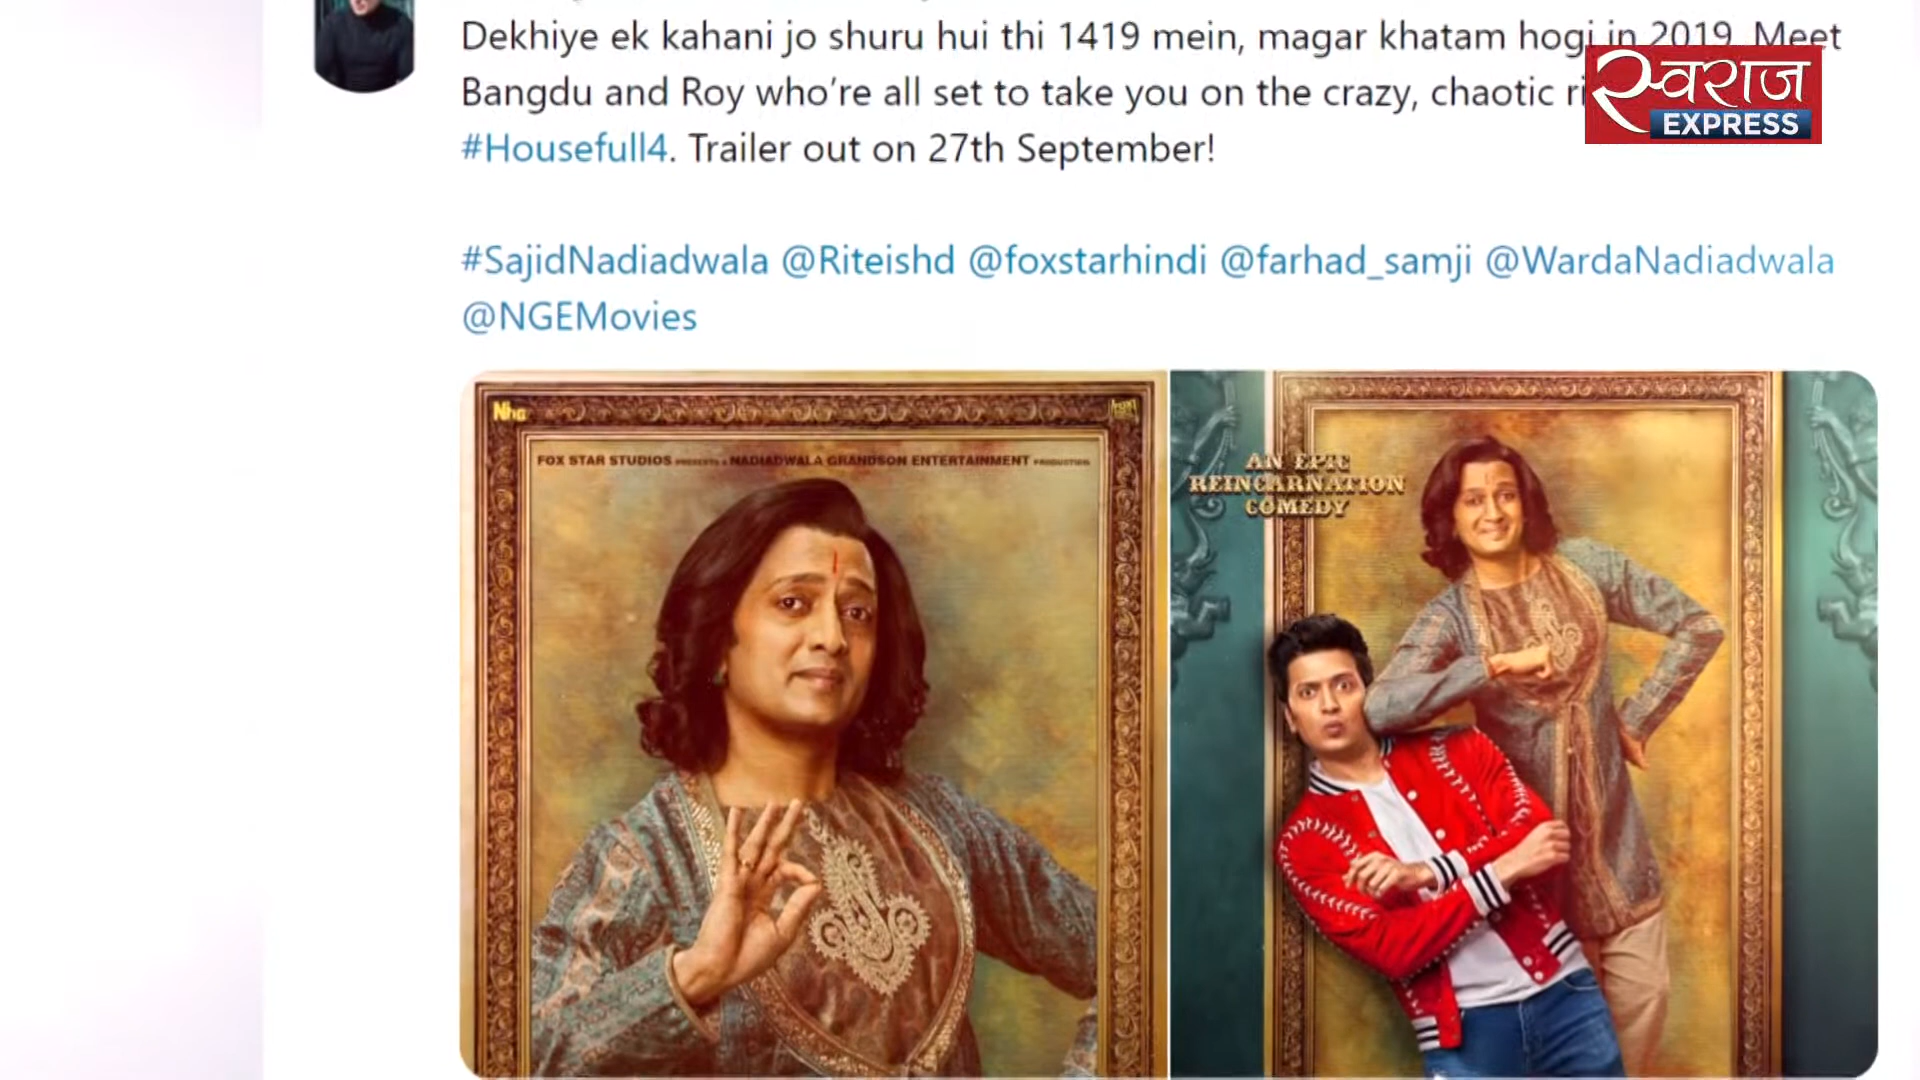 Dekhiye ek kahani jo shuru hui thi 1419 mein, magar khatam hogi in 2019. Meet
Bangdu and Roy who're all set to take you on the crazy, chaotic
#Housefull4. Trailer out on 27th September!
#SajidNadiadwala @Riteishd @foxstarhindi @farhad_samji @WardaNadiadwala
@NGEMovies
स्वराज
EXPRESS
FOX STAR STUDIOS PRESENTS A NADIADWALA GRANDSON ENTERTAINMENT PRODUCTION
AN EPIC
REINCARNATION
COMEDY